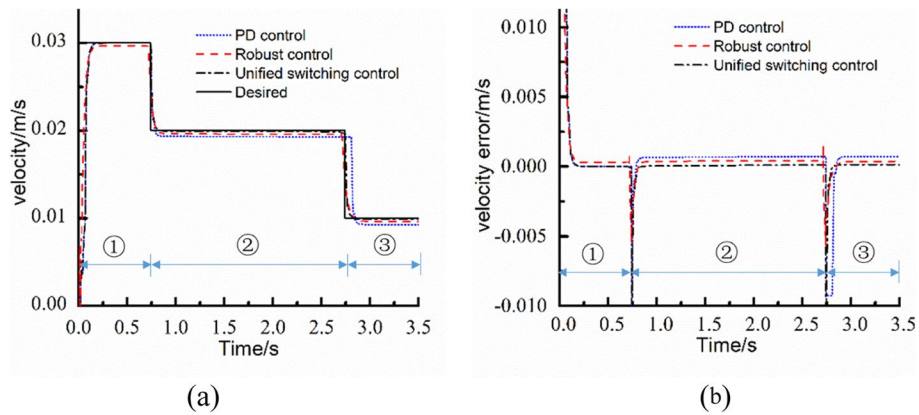 PD control
Robust control
Unified switching control
Desired
velocity/m/s
0.03
0.02
0.01
0.00
① ② ③
0.0 0.5 1.0 1.5 2.0 2.5 3.0 3.5
Time/s
(a)
PD control
Robust control
Unified switching control
velocity error/m/s
0.010
0.005
0.000
-0.005
-0.010
① ② ③
0.0 0.5 1.0 1.5 2.0 2.5 3.0 3.5
Time/s
(b)